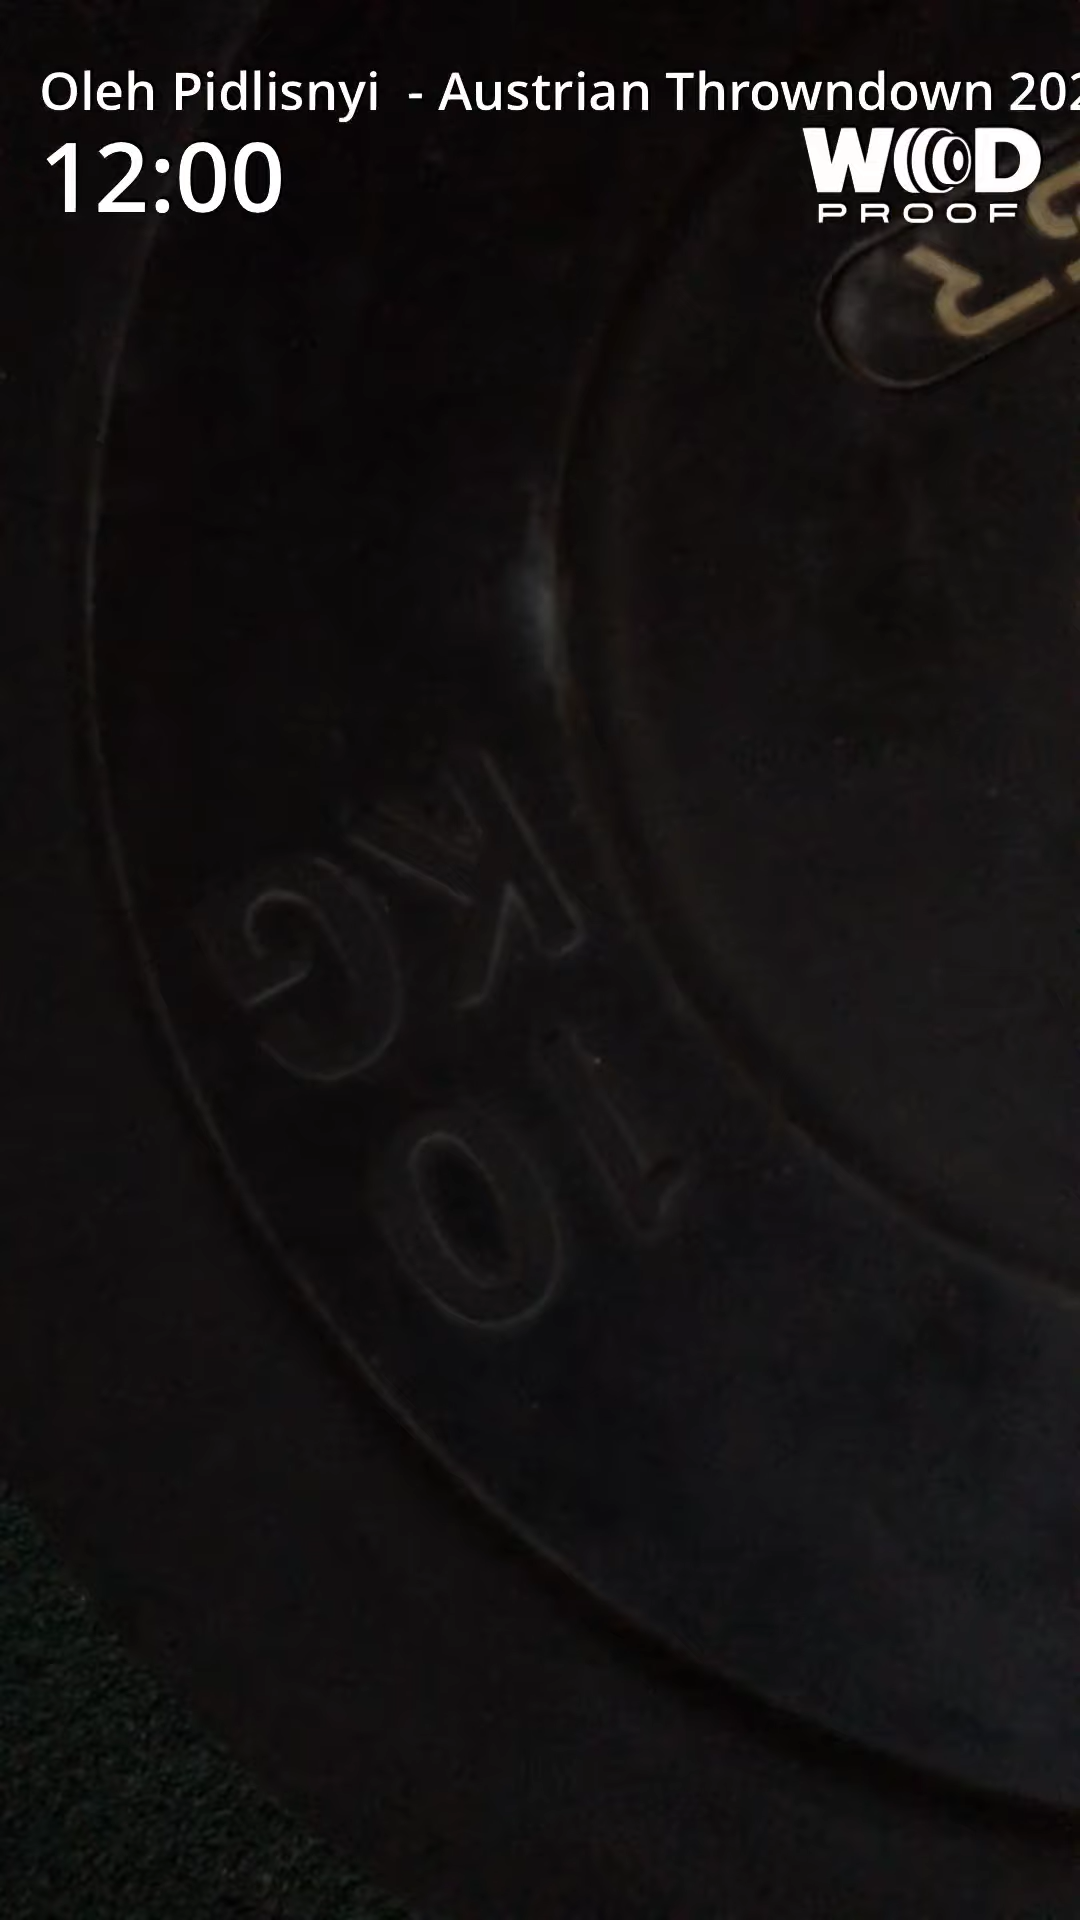 Oleh Pidlisnyi - Austrian Throwndown 202
12:00
WOD
PROOF
KG
10